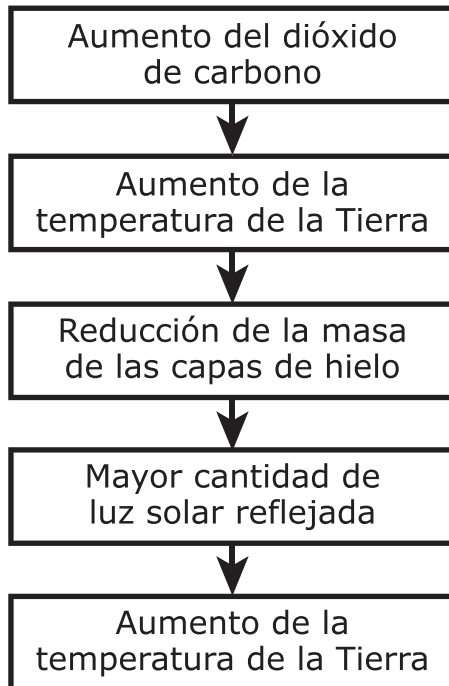 Aumento del dióxido
de carbono
Aumento de la
temperatura de la Tierra
Reducción de la masa
de las capas de hielo
Mayor cantidad de
luz solar reflejada
Aumento de la
temperatura de la Tierra